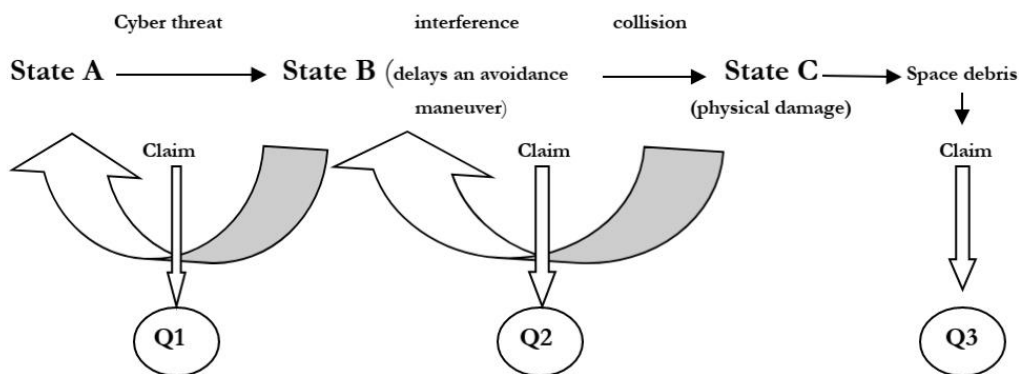 Cyber threat interference collision
State A State B (delays an avoidance State C Space debris
maneuver) (physical damage)
Claim Claim Claim
Q1 Q2 Q3